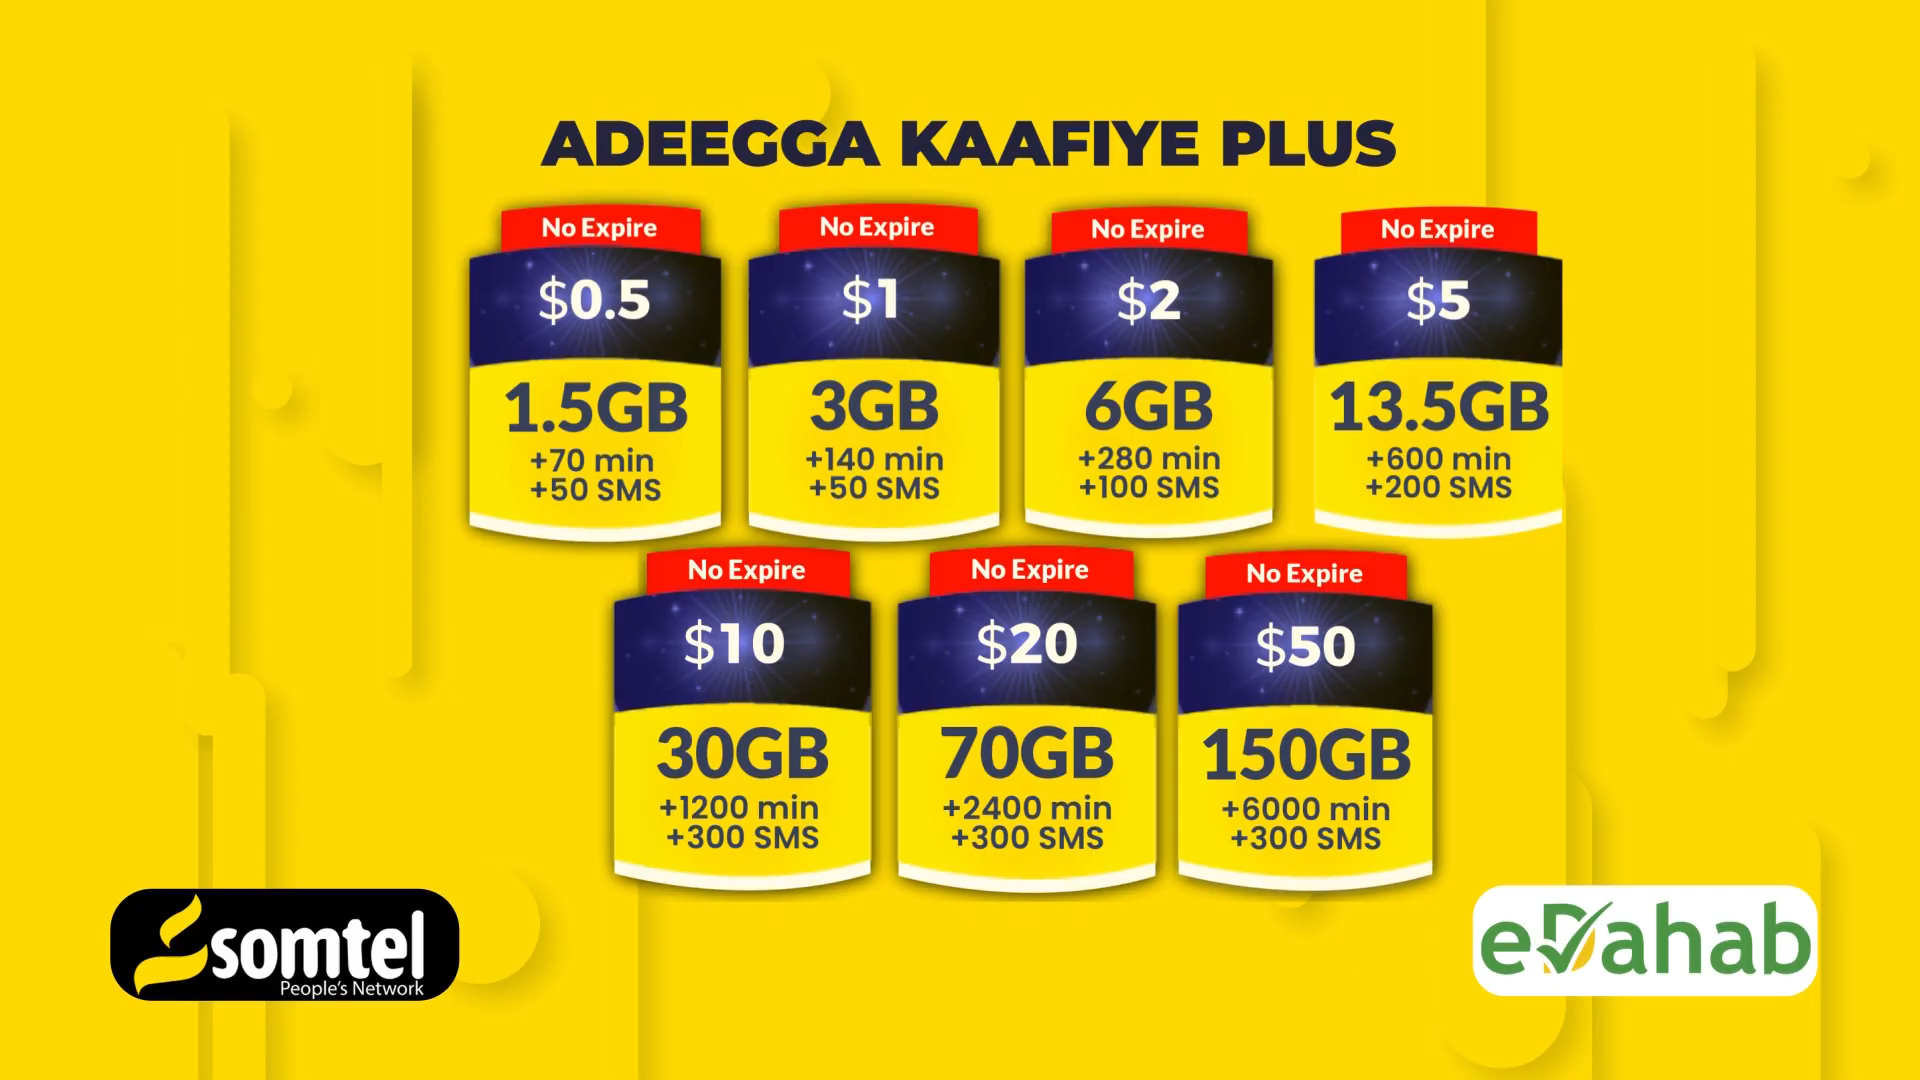 ADEEGGA KAAFIYE PLUS
No Expire
$0.5
1.5GB
+70 min
+50 SMS
No Expire
$1
3GB
+140 min
+50 SMS
No Expire
$2
6GB
+280 min
+100 SMS
No Expire
$5
13.5GB
+600 min
+200 SMS
No Expire
$10
30GB
+1200 min
+300 SMS
No Expire
$20
70GB
+2400 min
+300 SMS
No Expire
$50
150GB
+6000 min
+300 SMS
somtel
People's Network
eDahab